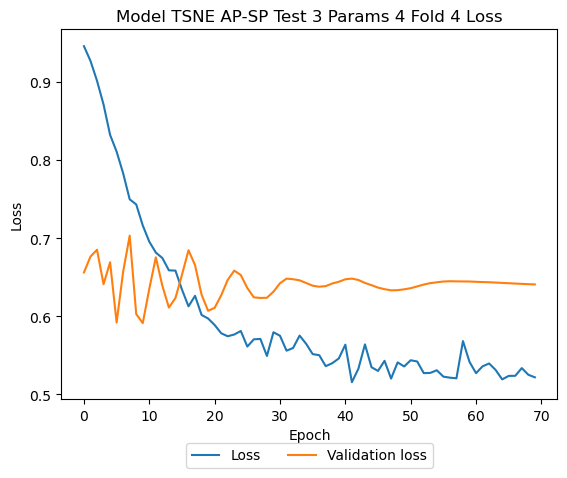 Model TSNE AP-SP Test 3 Params 4 Fold 4 Loss
0.9
0.8
0.7
0.6
0.5
Loss
0 10 20 30 40 50 60 70
Epoch
Loss Validation loss